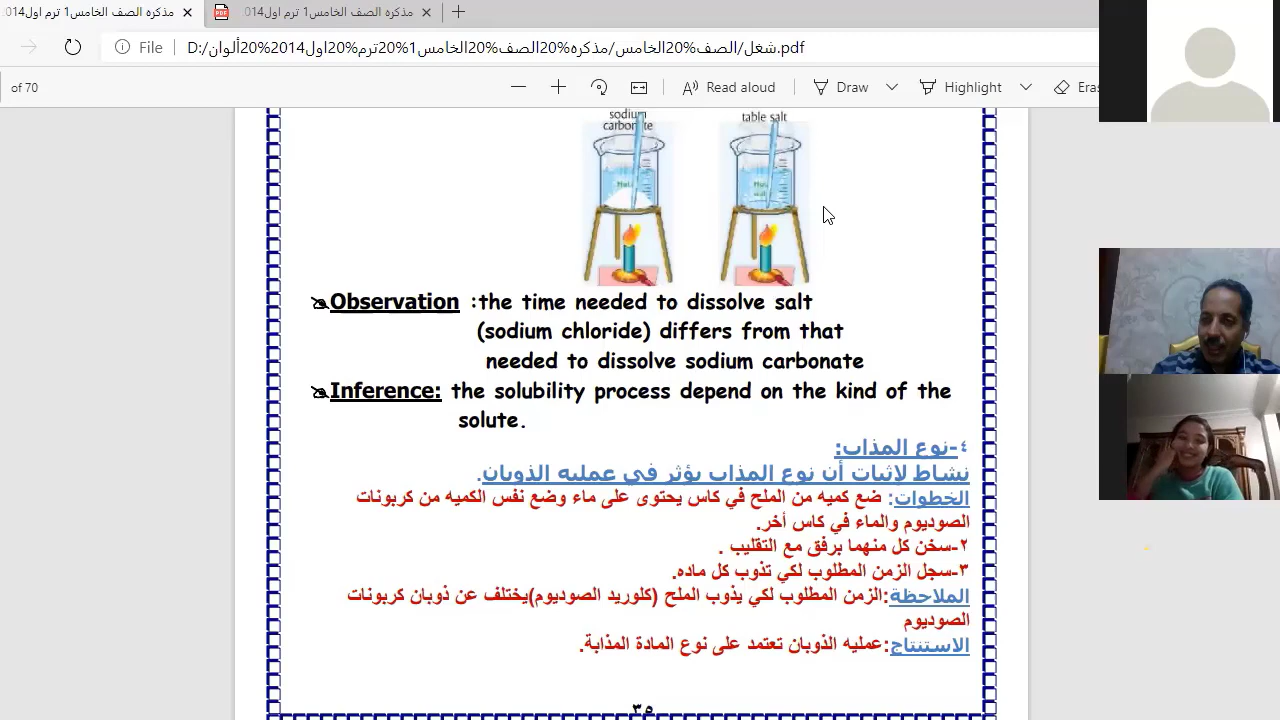 مذكره الصف الخامس1 ترم اول014
مذكره الصف الخامس1 ترم اول014
File
D:/شغل/الصف%20الخامس/مذكره%20الصف%20الخامس1%20ترم%20اول2014%20ألوان.pdf
of 70
Read aloud
Draw
Highlight
Eras
sodium
carbonate
table salt
Observation :the time needed to dissolve salt
(sodium chloride) differs from that
needed to dissolve sodium carbonate
Inference: the solubility process depend on the kind of the
solute.
٤-نوع المذاب:
نشاط لإثبات أن نوع المذاب يؤثر في عمليه الذوبان.
الخطوات: ضع كميه من الملح في كاس يحتوى على ماء وضع نفس الكميه من كربونات
الصوديوم والماء في كاس أخر.
٢-سخن كل منهما برفق مع التقليب .
٣-سجل الزمن المطلوب لكي تذوب كل ماده.
الملاحظة:الزمن المطلوب لكي يذوب الملح (كلوريد الصوديوم)يختلف عن ذوبان كربونات
الصوديوم
الاستنتاج:عمليه الذوبان تعتمد على نوع المادة المذابة.
٣٥